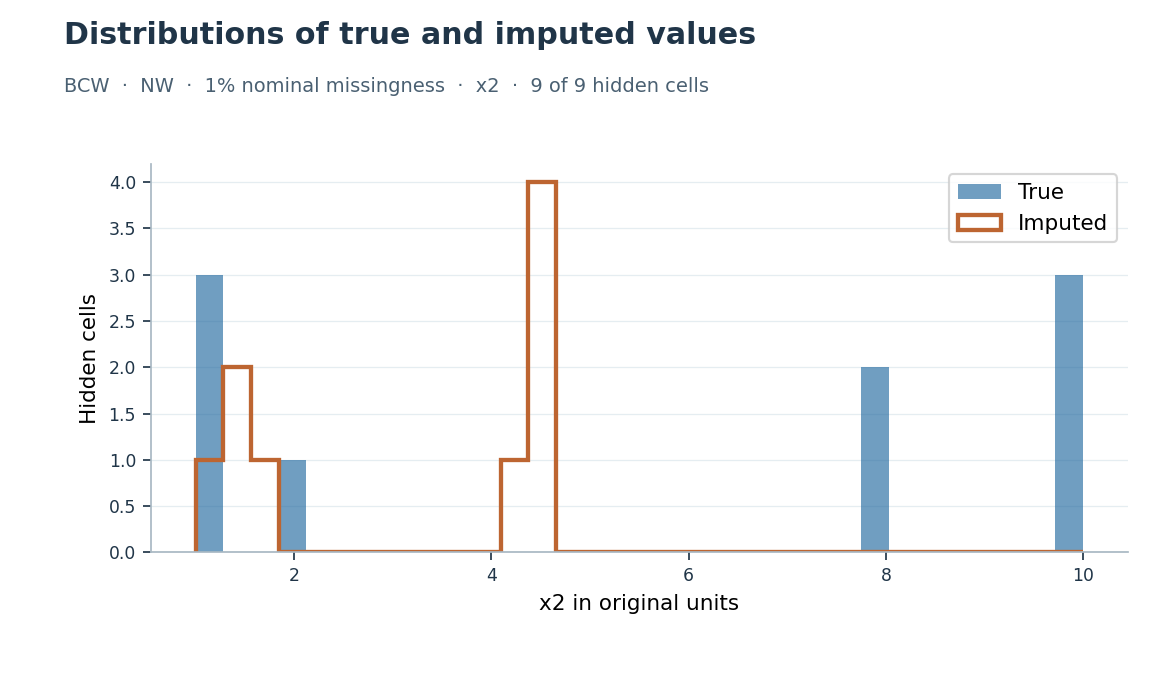 Distributions of true and imputed values
BCW · NW · 1% nominal missingness · x2 · 9 of 9 hidden cells
True
Imputed
Hidden cells
4.0
3.5
3.0
2.5
2.0
1.5
1.0
0.5
0.0
2
4
6
8
10
x2 in original units